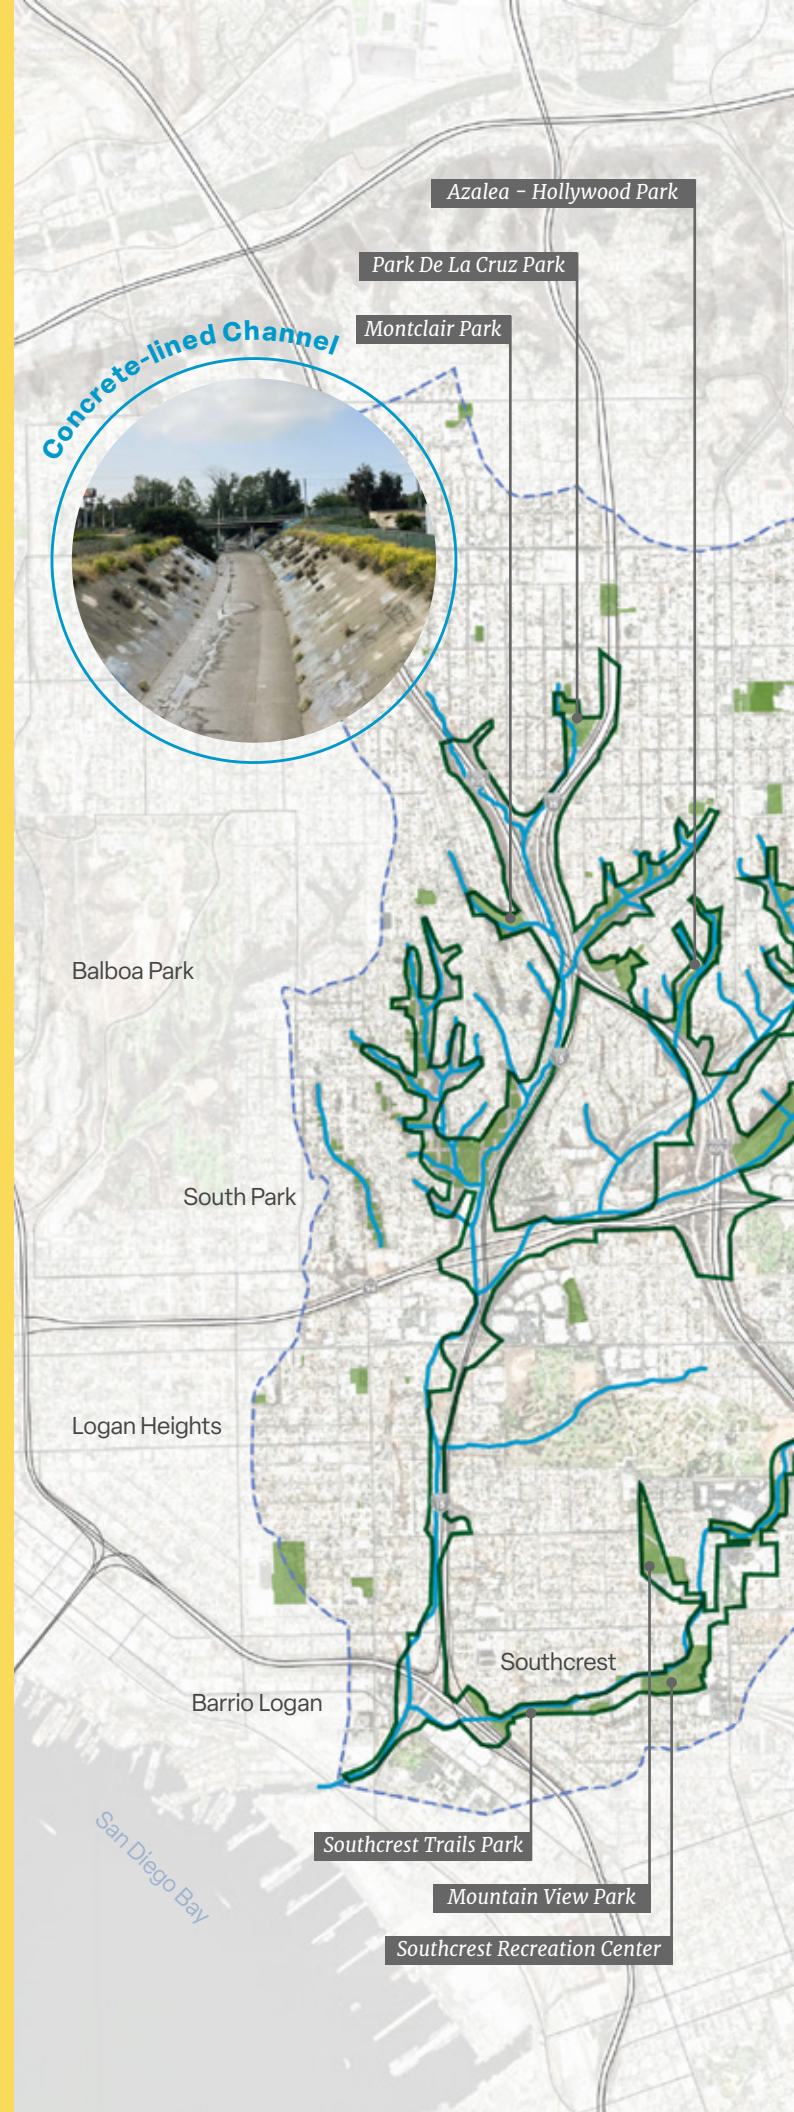 Azalea - Hollywood Park
Park De La Cruz Park
Montclair Park
Concrete-lined Channel
Balboa Park
South Park
Logan Heights
Southcrest
Barrio Logan
San Diego Bay
Southcrest Trails Park
Mountain View Park
Southcrest Recreation Center